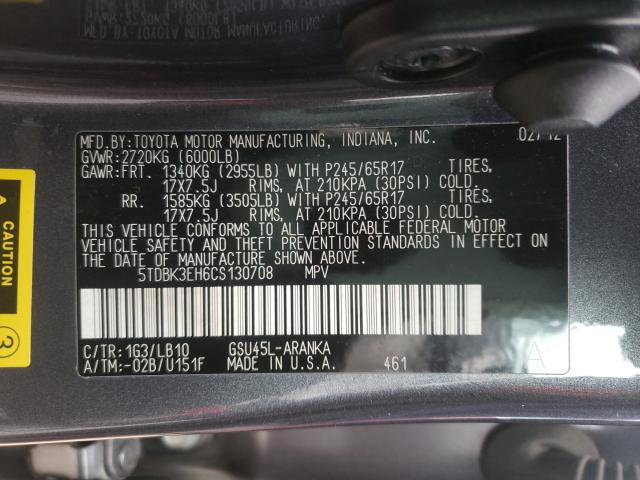 MFD.BY:TOYOTA MOTOR MANUFACTURING, INDIANA, INC. 02/12
GVWR:2720KG (6000LB)
GAWR:FRT. 1340KG (2955LB) WITH P245/65R17 TIRES,
17X7.5J RIMS, AT 210KPA (30PSI) COLD.
RR. 1585KG (3505LB) WITH P245/65R17 TIRES,
17X7.5J RIMS, AT 210KPA (30PSI) COLD.
THIS VEHICLE CONFORMS TO ALL APPLICABLE FEDERAL MOTOR
VEHICLE SAFETY AND THEFT PREVENTION STANDARDS IN EFFECT
ON THE DATE OF MANUFACTURE SHOWN ABOVE.
5TDBK3EH6CS130708 MPV
C/TR:1G3/LB10 GSU45L-ARANKA
A/TM:-02B/U151F MADE IN U.S.A. 461
A
CAUTION
3